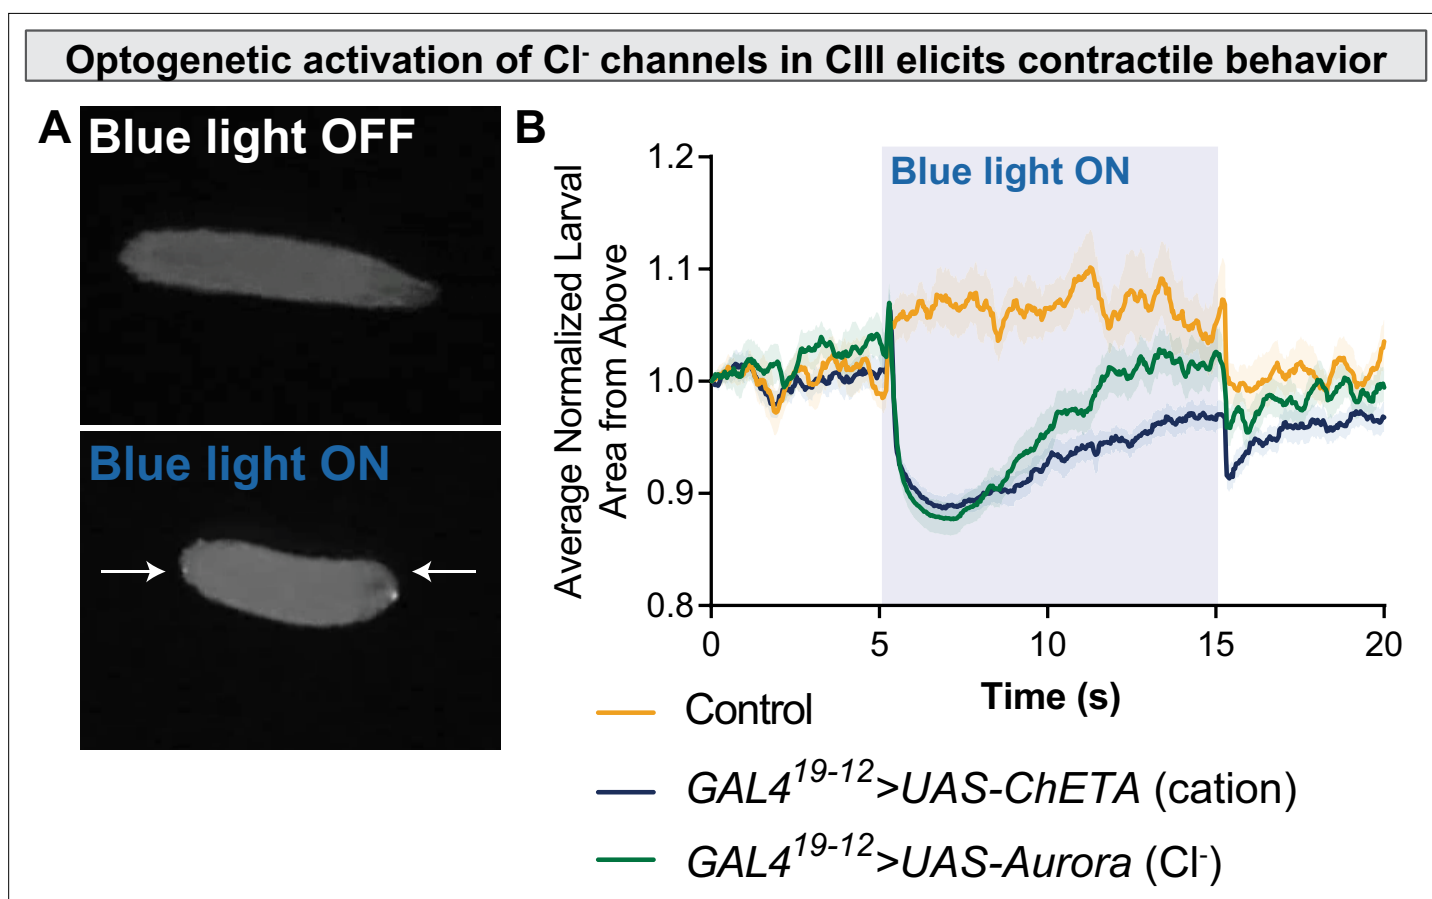 Optogenetic activation of Cl⁻ channels in CIII elicits contractile behavior
A
Blue light OFF
Blue light ON
B
Average Normalized Larval
Area from Above
1.2
1.1
1.0
0.9
0.8
Blue light ON
0
5
10
15
20
Time (s)
Control
GAL4¹⁹⁻¹²>UAS-ChETA (cation)
GAL4¹⁹⁻¹²>UAS-Aurora (Cl⁻)